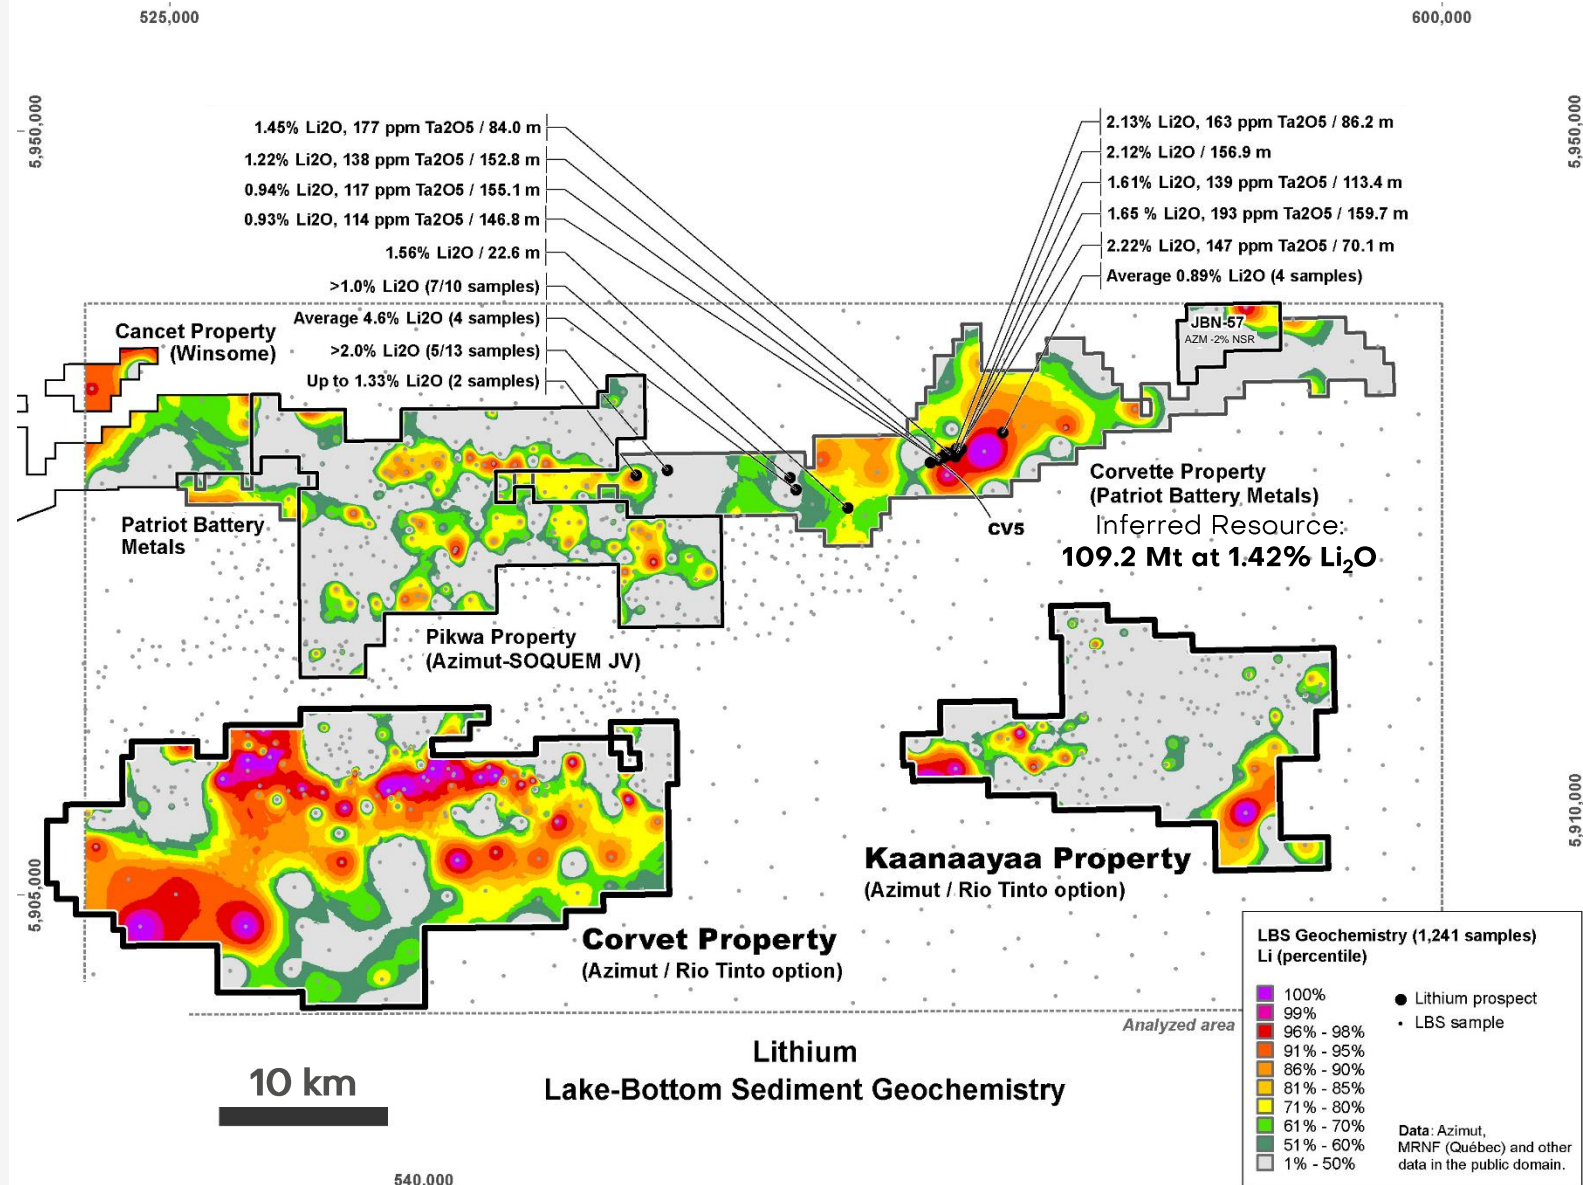 525,000
600,000
5,950,000
5,950,000
1.45% Li2O, 177 ppm Ta2O5 / 84.0 m
1.22% Li2O, 138 ppm Ta2O5 / 152.8 m
0.94% Li2O, 117 ppm Ta2O5 / 155.1 m
0.93% Li2O, 114 ppm Ta2O5 / 146.8 m
1.56% Li2O / 22.6 m
>1.0% Li2O (7/10 samples)
Average 4.6% Li2O (4 samples)
>2.0% Li2O (5/13 samples)
Up to 1.33% Li2O (2 samples)
2.13% Li2O, 163 ppm Ta2O5 / 86.2 m
2.12% Li2O / 156.9 m
1.61% Li2O, 139 ppm Ta2O5 / 113.4 m
1.65 % Li2O, 193 ppm Ta2O5 / 159.7 m
2.22% Li2O, 147 ppm Ta2O5 / 70.1 m
Average 0.89% Li2O (4 samples)
Cancet Property
(Winsome)
JBN-57
AZM -2% NSR
Patriot Battery
Metals
CV5
Corvette Property
(Patriot Battery Metals)
Inferred Resource:
109.2 Mt at 1.42% Li₂O
Pikwa Property
(Azimut-SOQUEM JV)
Kaanaayaa Property
(Azimut / Rio Tinto option)
5,905,000
5,910,000
Corvet Property
(Azimut / Rio Tinto option)
Analyzed area
Lithium
Lake-Bottom Sediment Geochemistry
10 km
540,000
LBS Geochemistry (1,241 samples)
Li (percentile)
100%
99%
96% - 98%
91% - 95%
86% - 90%
81% - 85%
71% - 80%
61% - 70%
51% - 60%
1% - 50%
Lithium prospect
LBS sample
Data: Azimut,
MRNF (Québec) and other
data in the public domain.